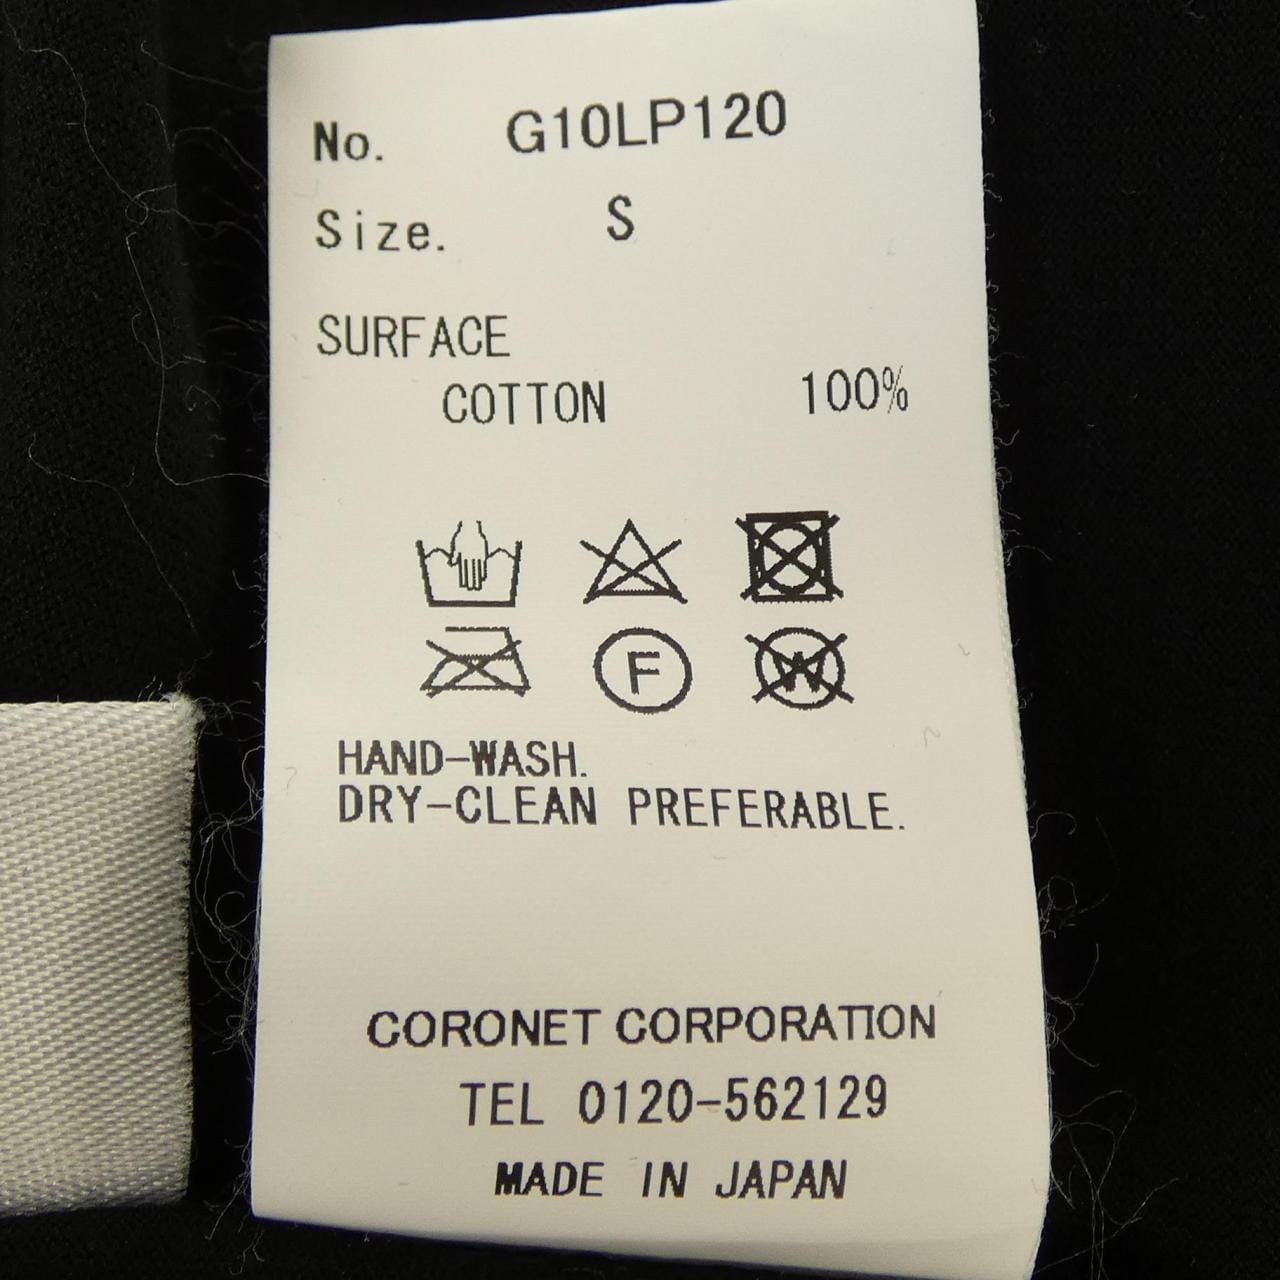 No. G10LP120
Size. S
SURFACE
COTTON 100%
F W
HAND-WASH.
DRY-CLEAN PREFERABLE.
CORONET CORPORATION
TEL 0120-562129
MADE IN JAPAN